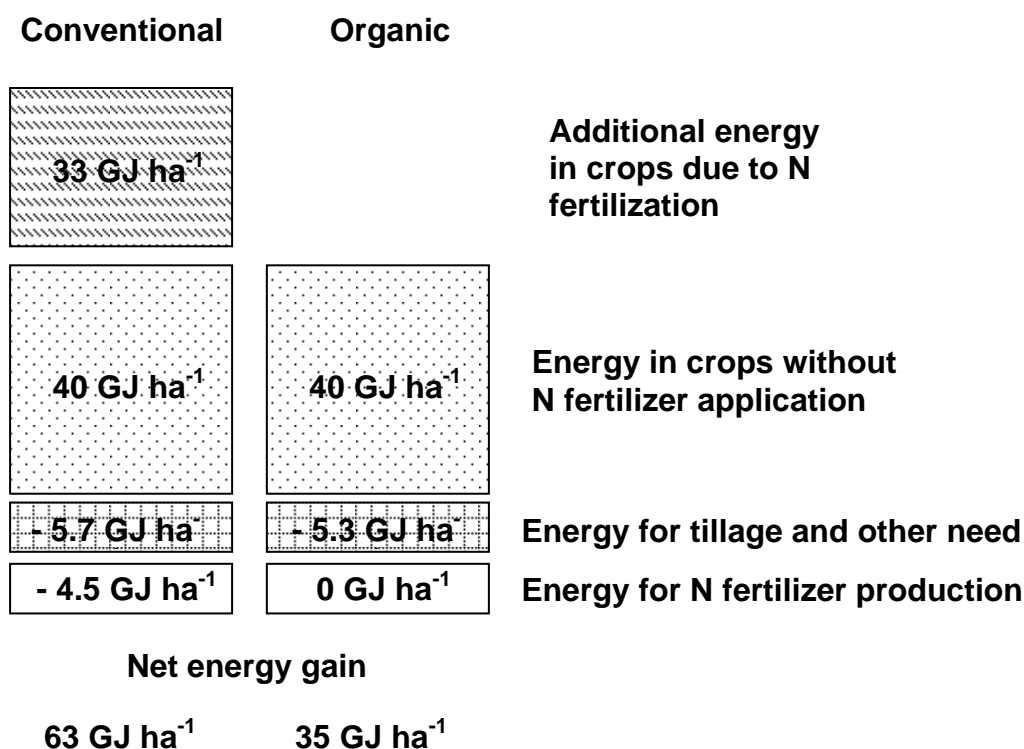 Conventional Organic
33 GJ ha-1
Additional energy
in crops due to N
fertilization
40 GJ ha-1 40 GJ ha-1
Energy in crops without
N fertilizer application
- 5.7 GJ ha- - 5.3 GJ ha- Energy for tillage and other need
- 4.5 GJ ha-1 0 GJ ha-1 Energy for N fertilizer production
Net energy gain
63 GJ ha-1 35 GJ ha-1